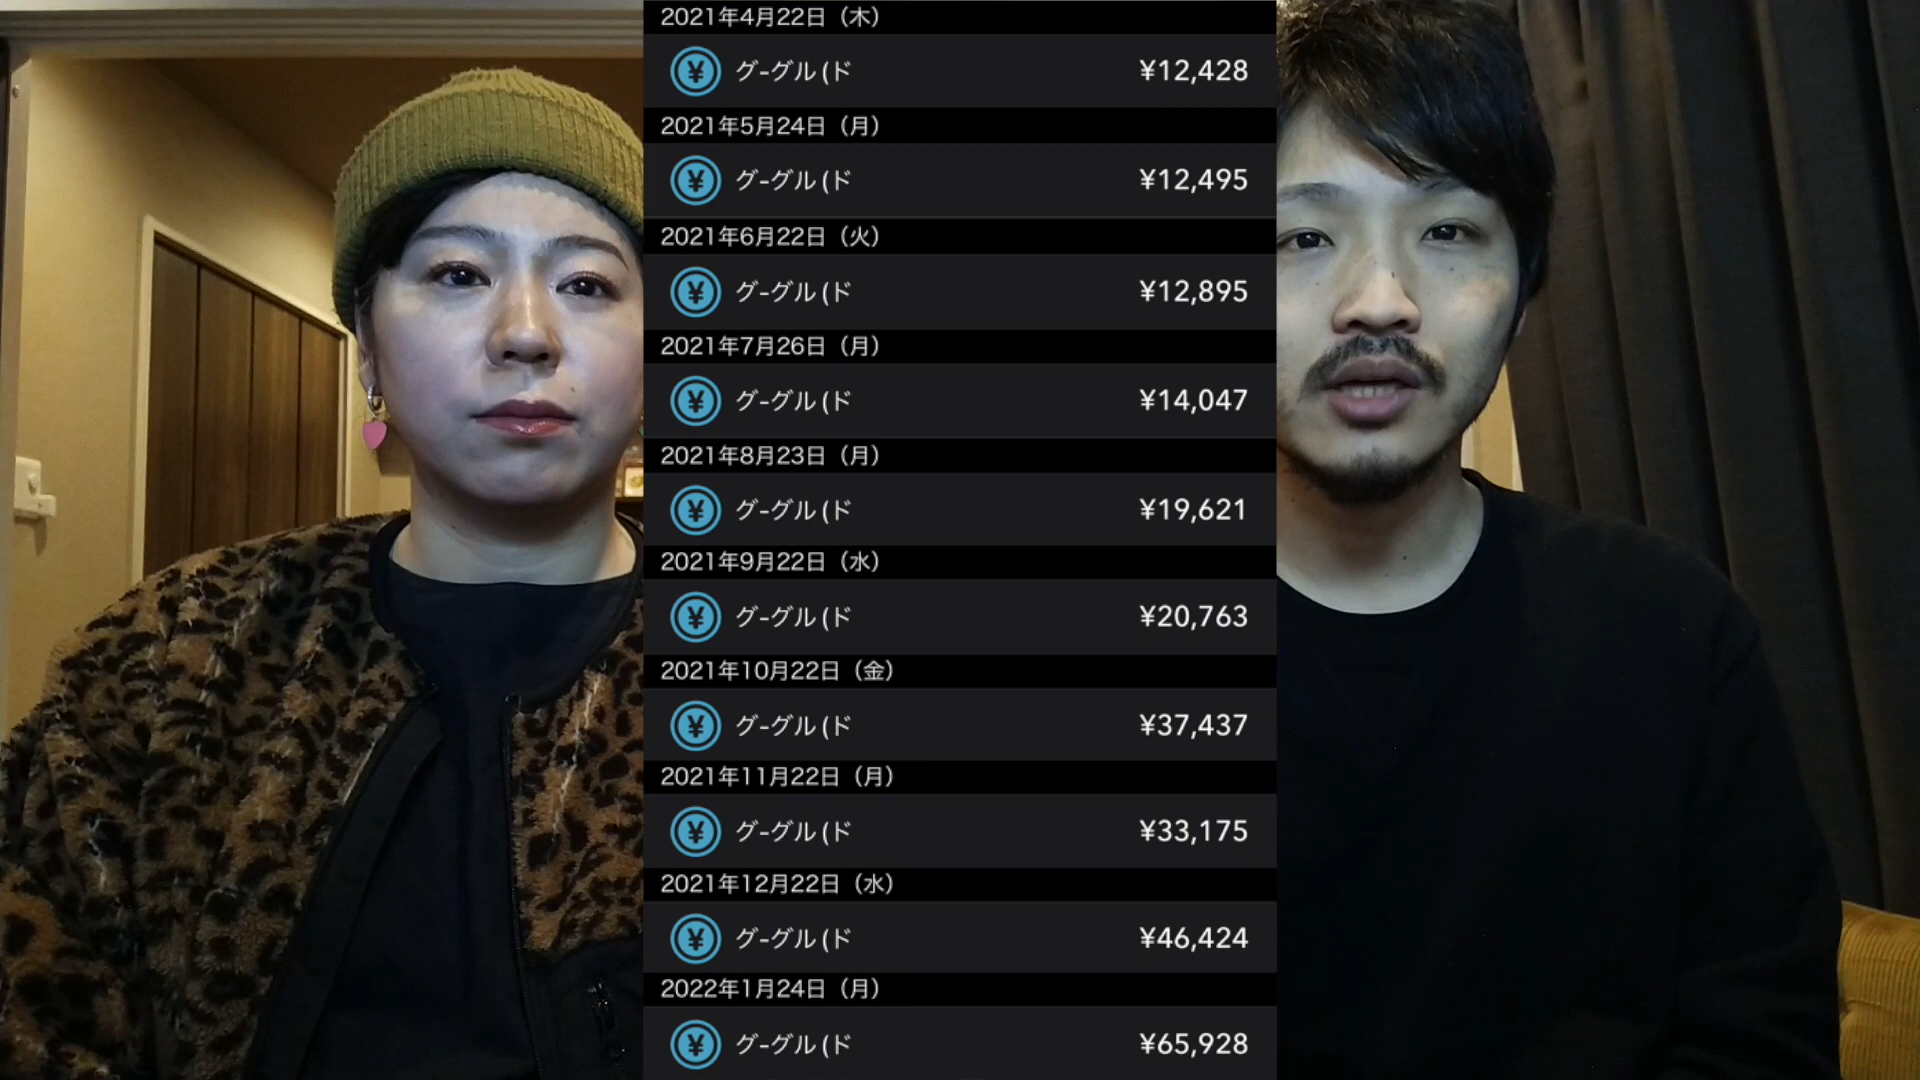 2021年4月22日（木）
グ-グル(ド ¥12,428
2021年5月24日（月）
グ-グル(ド ¥12,495
2021年6月22日（火）
グ-グル(ド ¥12,895
2021年7月26日（月）
グ-グル(ド ¥14,047
2021年8月23日（月）
グ-グル(ド ¥19,621
2021年9月22日（水）
グ-グル(ド ¥20,763
2021年10月22日（金）
グ-グル(ド ¥37,437
2021年11月22日（月）
グ-グル(ド ¥33,175
2021年12月22日（水）
グ-グル(ド ¥46,424
2022年1月24日（月）
グ-グル(ド ¥65,928